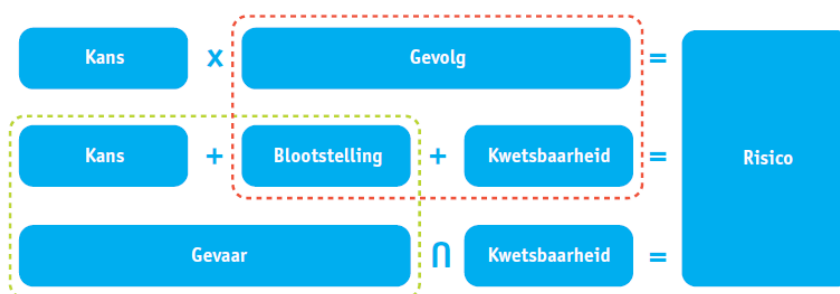 Kans x Gevolg =
Kans + Blootstelling + Kwetsbaarheid = Risico
Gevaar ∩ Kwetsbaarheid =